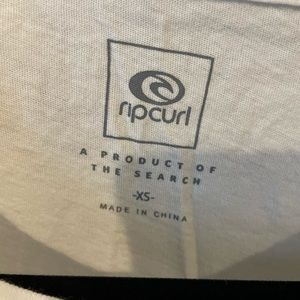 ripcurl
A PRODUCT OF
THE SEARCH
-XS-
MADE IN CHINA